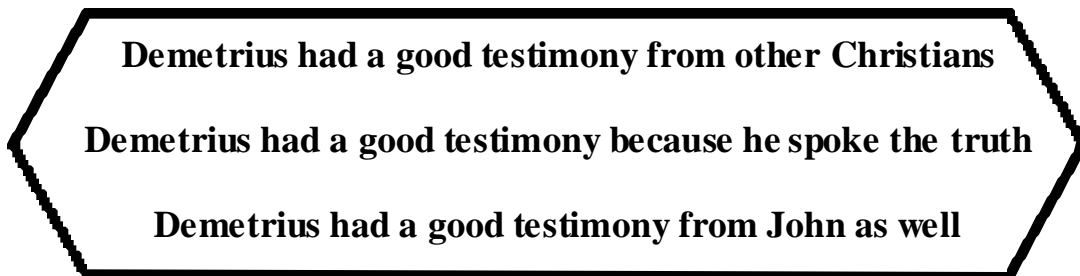 Demetrius had a good testimony from other Christians
Demetrius had a good testimony because he spoke the truth
Demetrius had a good testimony from John as well